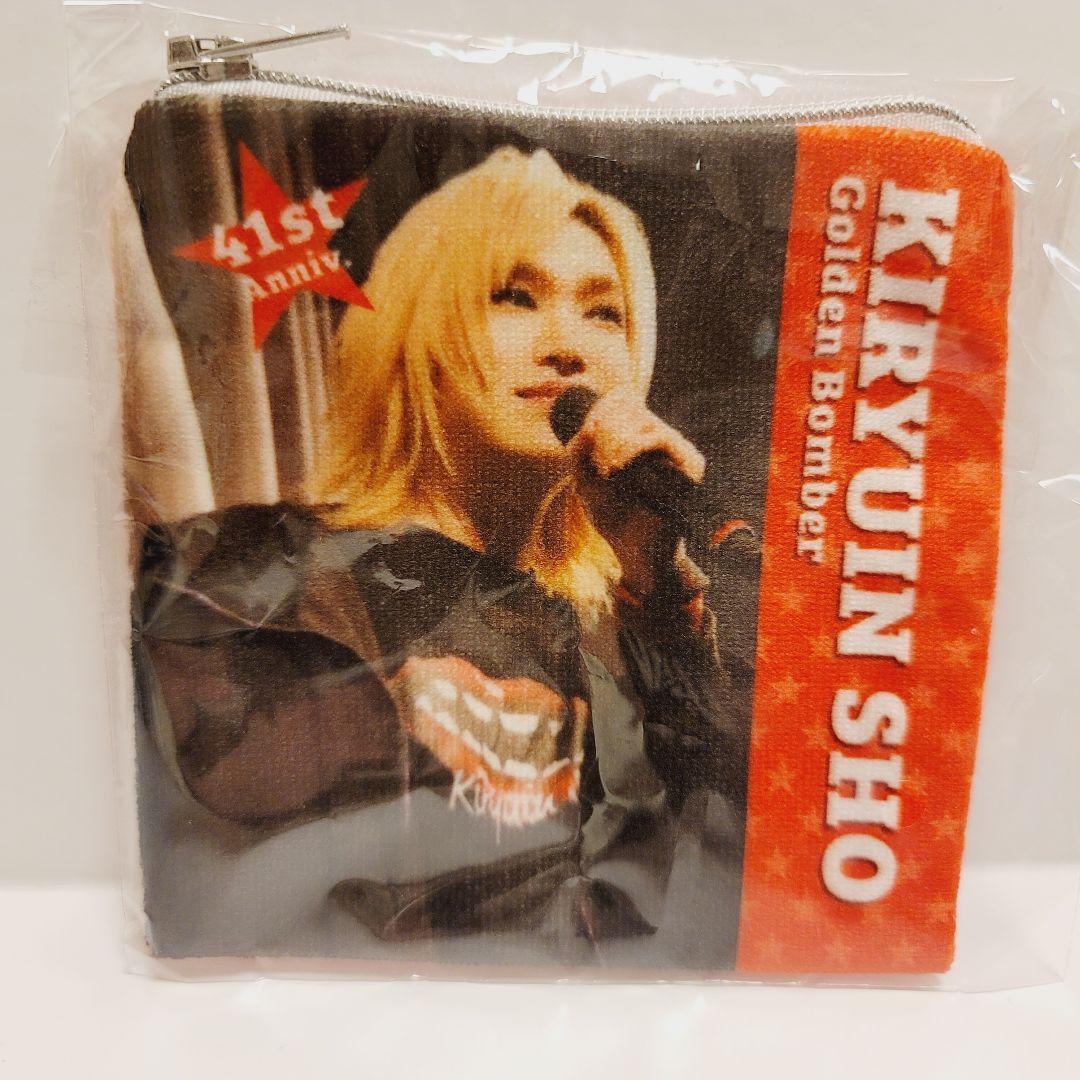 41st
Anniv.
KIRYUIN SHO
Golden Bomber
Kiryuin